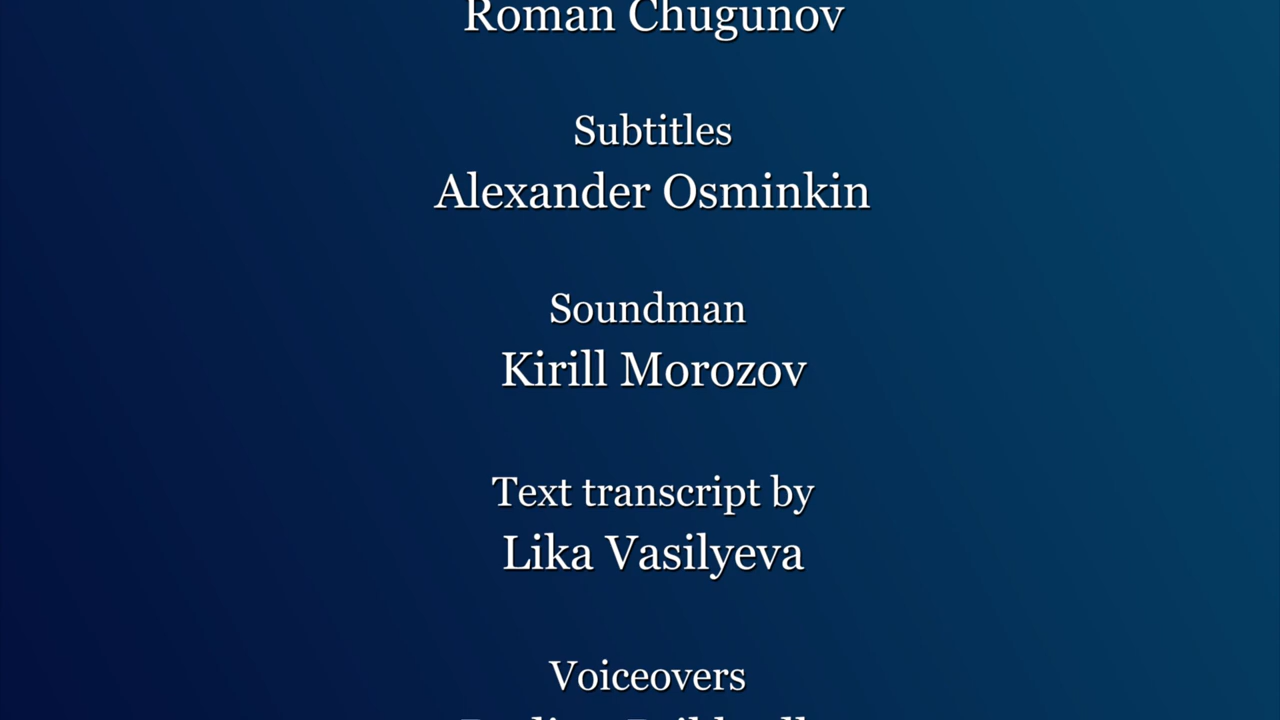 Roman Chugunov
Subtitles
Alexander Osminkin
Soundman
Kirill Morozov
Text transcript by
Lika Vasilyeva
Voiceovers